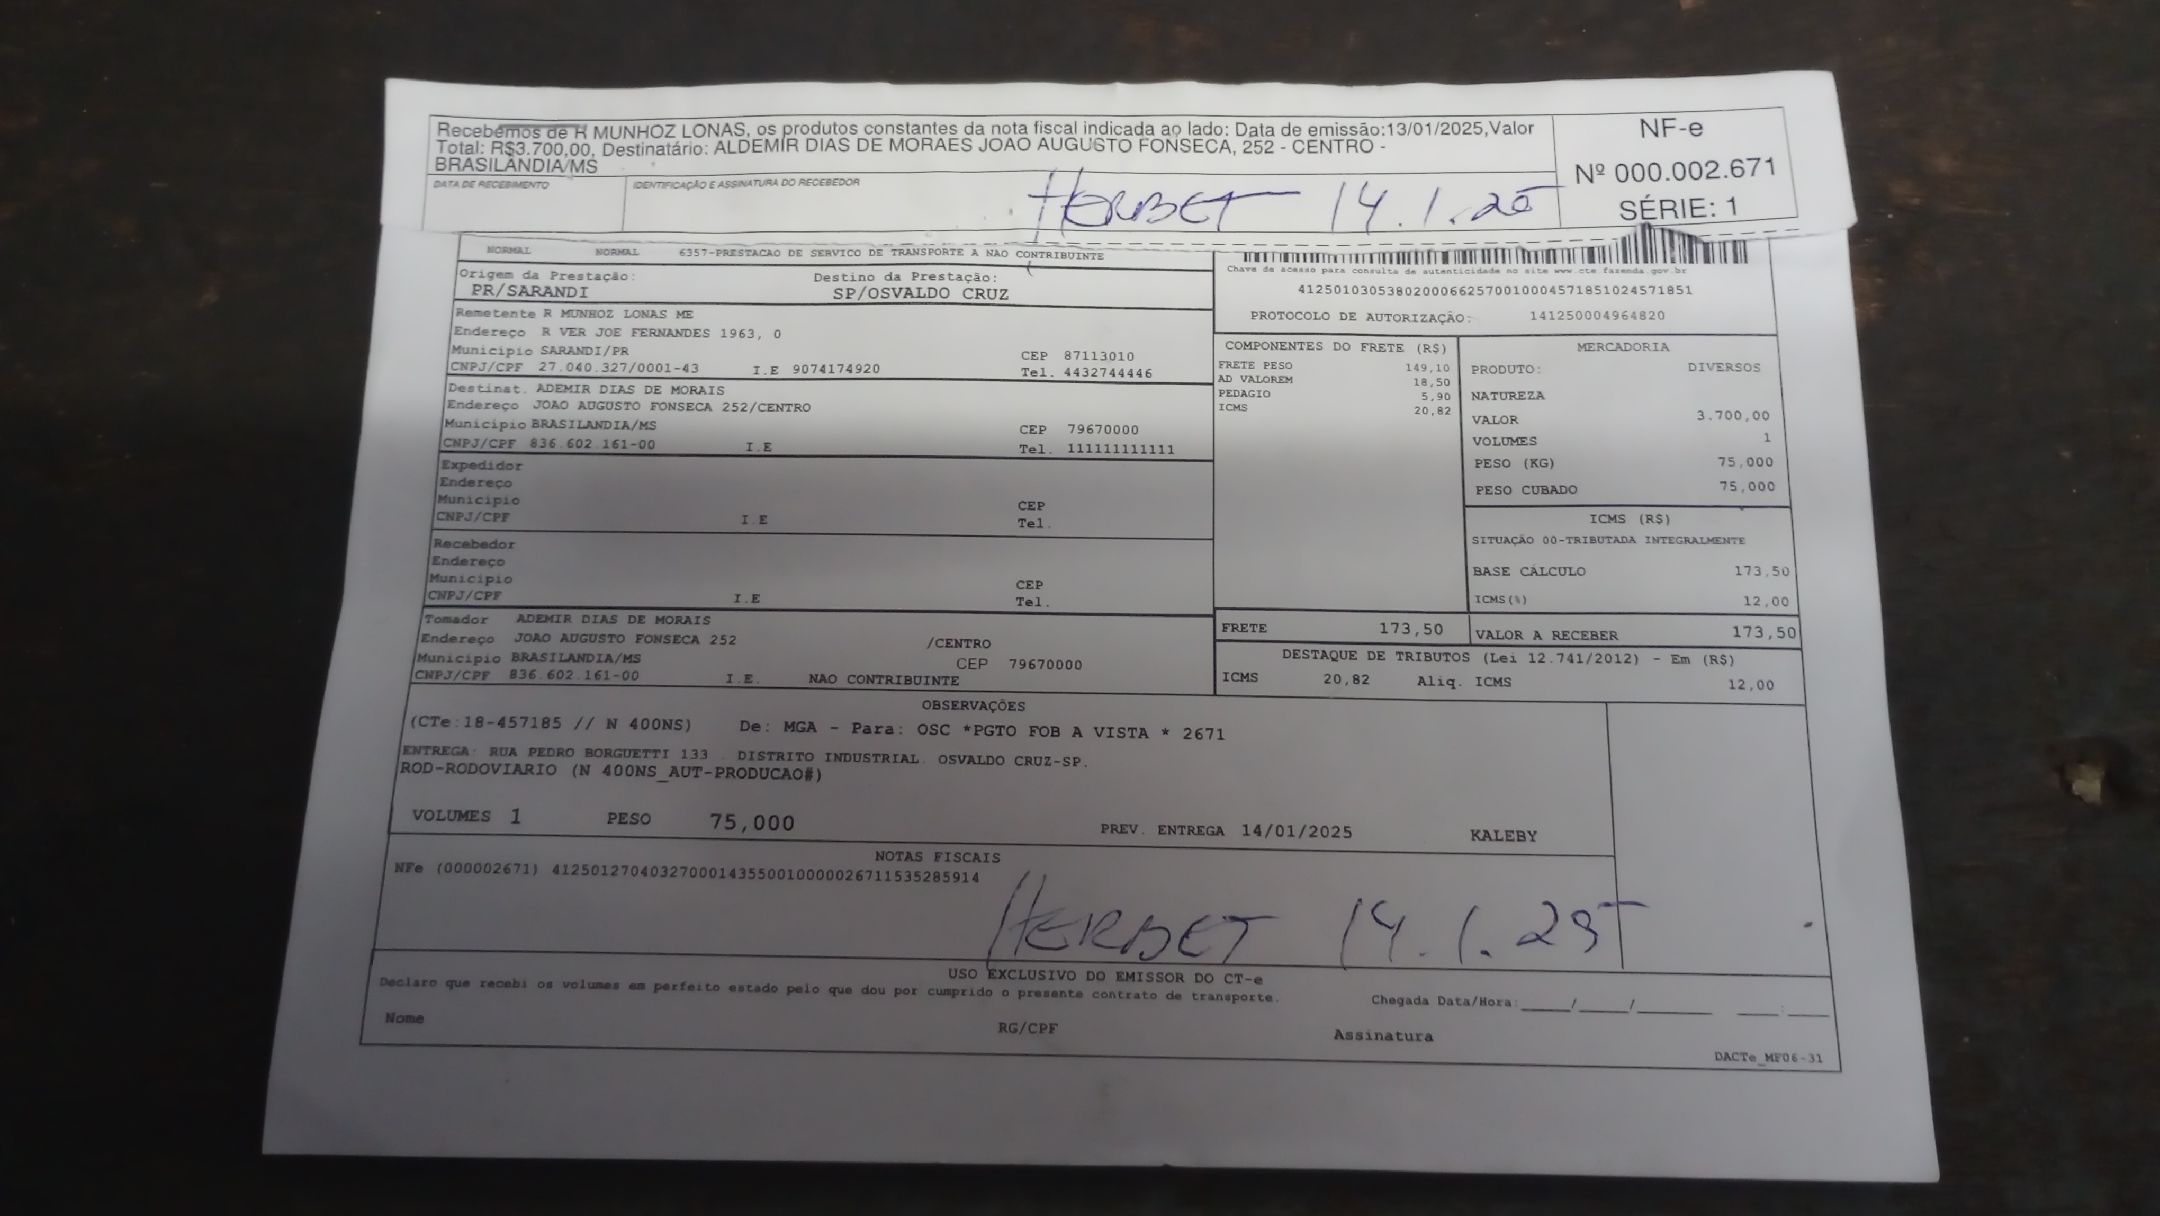 Recebemos de R MUNHOZ LONAS, os produtos constantes da nota fiscal indicada ao lado: Data de emissão:13/01/2025,Valor
Total: R$3.700,00, Destinatário: ALDEMIR DIAS DE MORAES JOAO AUGUSTO FONSECA, 252 - CENTRO -
BRASILANDIA/MS
DATA DE RECEBIMENTO
IDENTIFICAÇÃO E ASSINATURA DO RECEBEDOR
HERBET 14.1.25
NF-e
Nº 000.002.671
SÉRIE: 1
NORMAL NORMAL 6357-PRESTACAO DE SERVICO DE TRANSPORTE A NAO CONTRIBUINTE
Origem da Prestação: Destino da Prestação:
PR/SARANDI SP/OSVALDO CRUZ
Chave de acesso para consulta de autenticidade no site www.cte.fazenda.gov.br
41250103053802000662570010004571851024571851
PROTOCOLO DE AUTORIZAÇÃO: 141250004964820
Remetente R MUNHOZ LONAS ME
Endereço R VER JOE FERNANDES 1963, 0
Municipio SARANDI/PR CEP 87113010
CNPJ/CPF 27.040.327/0001-43 I.E 9074174920 Tel. 4432744446
Destinat. ADEMIR DIAS DE MORAIS
Endereço JOAO AUGUSTO FONSECA 252/CENTRO
Municipio BRASILANDIA/MS CEP 79670000
CNPJ/CPF 836.602.161-00 I.E Tel. 111111111111
Expedidor
Endereço
Municipio CEP
CNPJ/CPF I.E Tel.
Recebedor
Endereço
Municipio CEP
CNPJ/CPF I.E Tel.
Tomador ADEMIR DIAS DE MORAIS
Endereço JOAO AUGUSTO FONSECA 252 /CENTRO
Municipio BRASILANDIA/MS CEP 79670000
CNPJ/CPF 836.602.161-00 I.E. NAO CONTRIBUINTE
COMPONENTES DO FRETE (R$)
FRETE PESO 149,10
AD VALOREM 18,50
PEDAGIO 5,90
ICMS 20,82
MERCADORIA
PRODUTO: DIVERSOS
NATUREZA
VALOR 3.700,00
VOLUMES 1
PESO (KG) 75,000
PESO CUBADO 75,000
ICMS (R$)
SITUAÇÃO 00-TRIBUTADA INTEGRALMENTE
BASE CÁLCULO 173,50
ICMS(%) 12,00
FRETE 173,50 VALOR A RECEBER 173,50
DESTAQUE DE TRIBUTOS (Lei 12.741/2012) - Em (R$)
ICMS 20,82 Aliq. ICMS 12,00
OBSERVAÇÕES
(CTe:18-457185 // N 400NS) De: MGA - Para: OSC *PGTO FOB A VISTA * 2671
ENTREGA: RUA PEDRO BORGUETTI 133 . DISTRITO INDUSTRIAL. OSVALDO CRUZ-SP.
ROD-RODOVIARIO (N 400NS_AUT-PRODUCAO#)
VOLUMES 1 PESO 75,000 PREV. ENTREGA 14/01/2025 KALEBY
NOTAS FISCAIS
NFe (000002671) 41250127040327000143550010000026711535285914
HERBET 14.1.25
USO EXCLUSIVO DO EMISSOR DO CT-e
Declaro que recebi os volumes em perfeito estado pelo que dou por cumprido o presente contrato de transporte. Chegada Data/Hora:____/____/______ ___:___
Nome RG/CPF Assinatura
DACTe_MF06-31